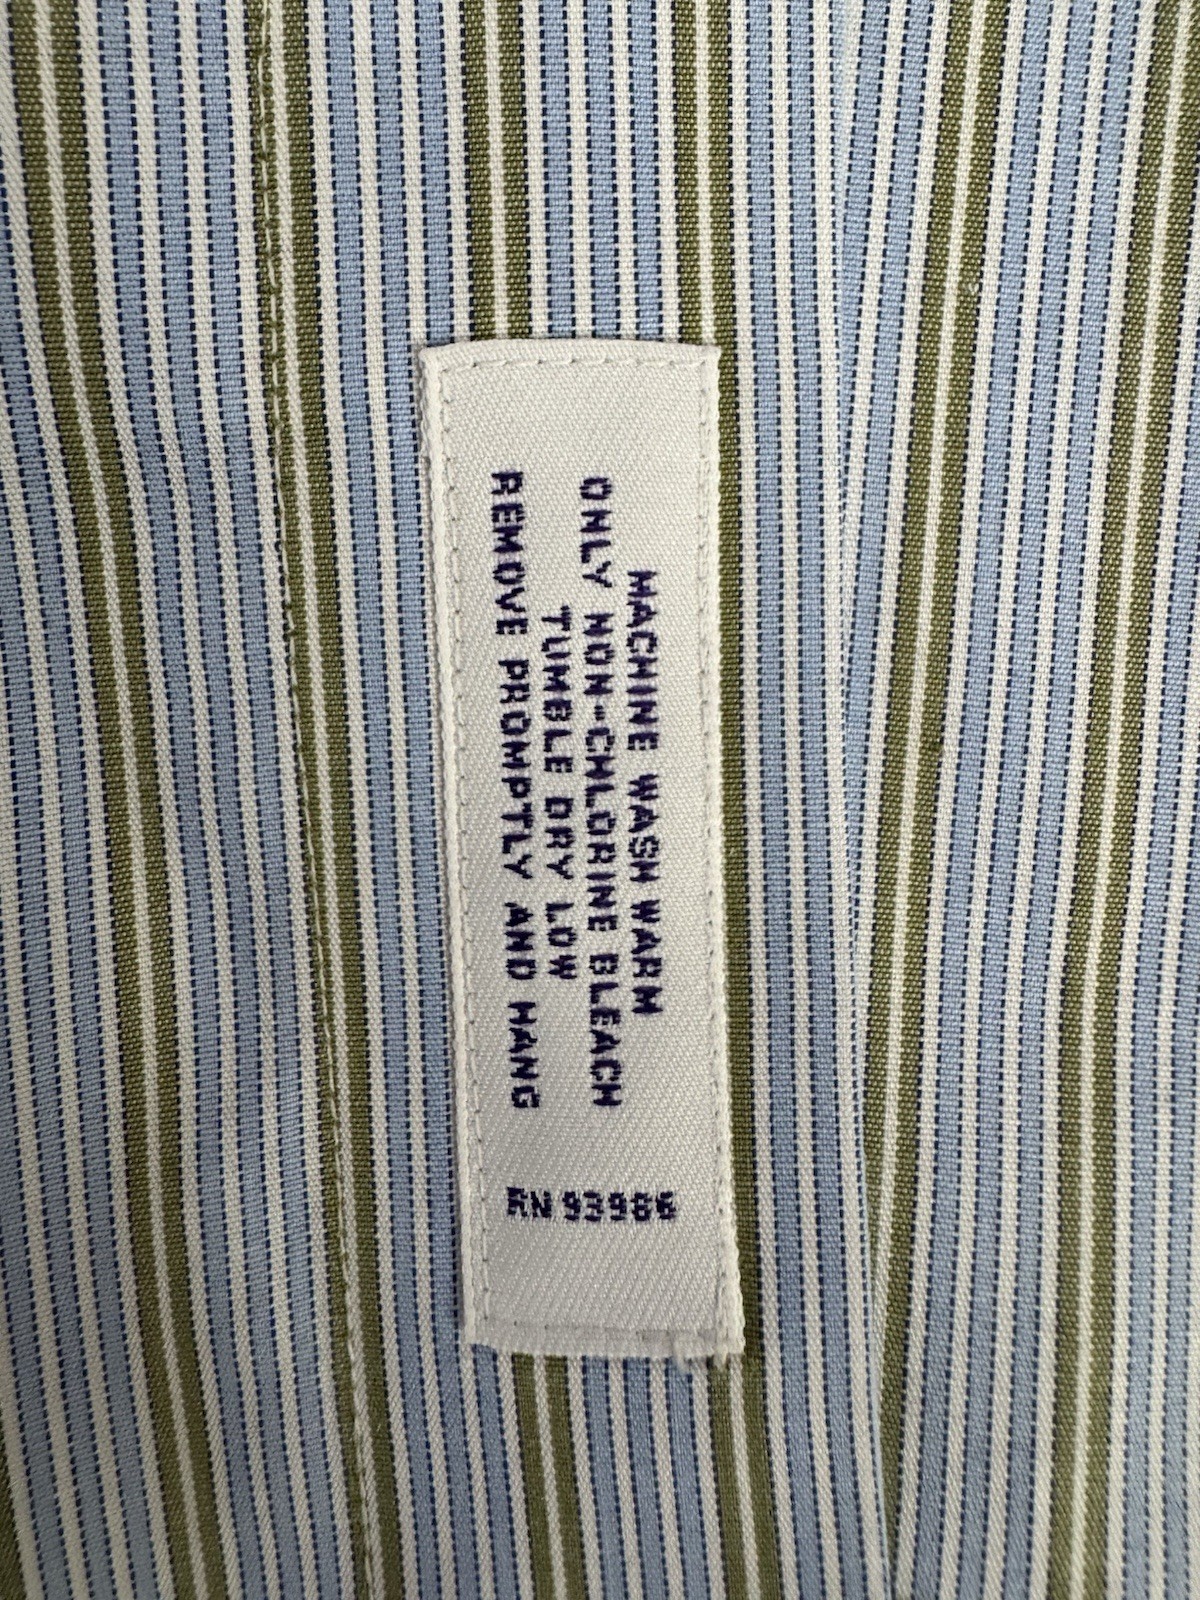 MACHINE WASH WARM
ONLY NON-CHLORINE BLEACH
TUMBLE DRY LOW
REMOVE PROMPTLY AND HANG
RN 93986